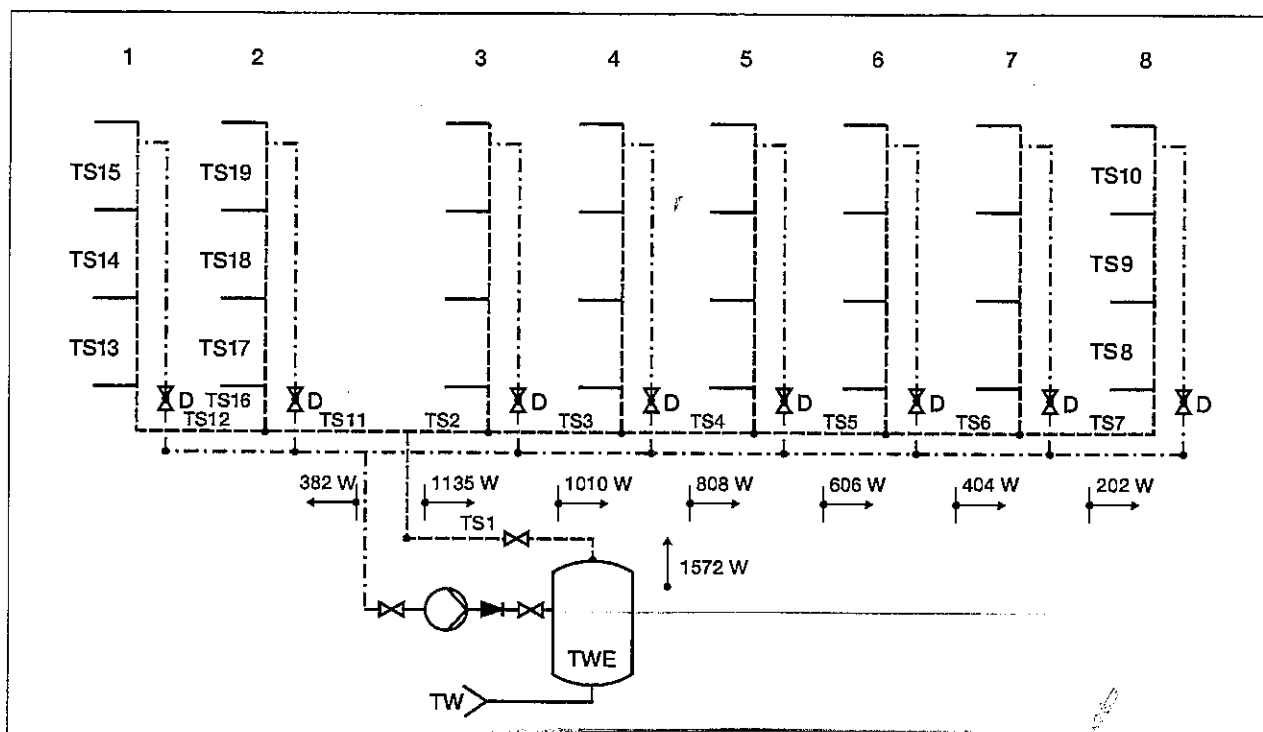 1 2 3 4 5 6 7 8
TS15 TS19 TS10
TS14 TS18 TS9
TS13 TS17 TS8
D TS16 D D D D D D D
TS12 TS11 TS2 TS3 TS4 TS5 TS6 TS7
382 W 1135 W 1010 W 808 W 606 W 404 W 202 W
TS1
1572 W
TWE
TW